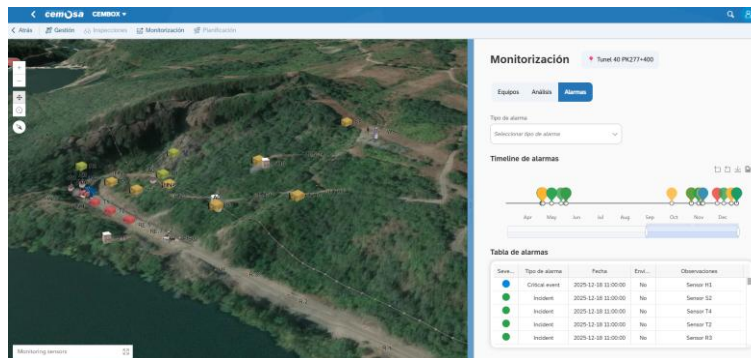 cemosa CEMBOX
Atrás Gestión Inspecciones Monitorización Planificación
Monitorización
Tunel 40 PK277+400
Equipos Análisis Alarmas
Tipo de alarma
Seleccionar tipo de alarma
Timeline de alarmas
Apr May Jun Jul Aug Sep Oct Nov Dec
Tabla de alarmas
Seve... Tipo de alarma Fecha Envi... Observaciones
Critical event 2025-12-18 11:00:00 No Sensor H1
Incident 2025-12-18 11:00:00 No Sensor S2
Incident 2025-12-18 11:00:00 No Sensor T4
Incident 2025-12-18 11:00:00 No Sensor T2
Incident 2025-12-18 11:00:00 No Sensor R3
Monitoring sensors